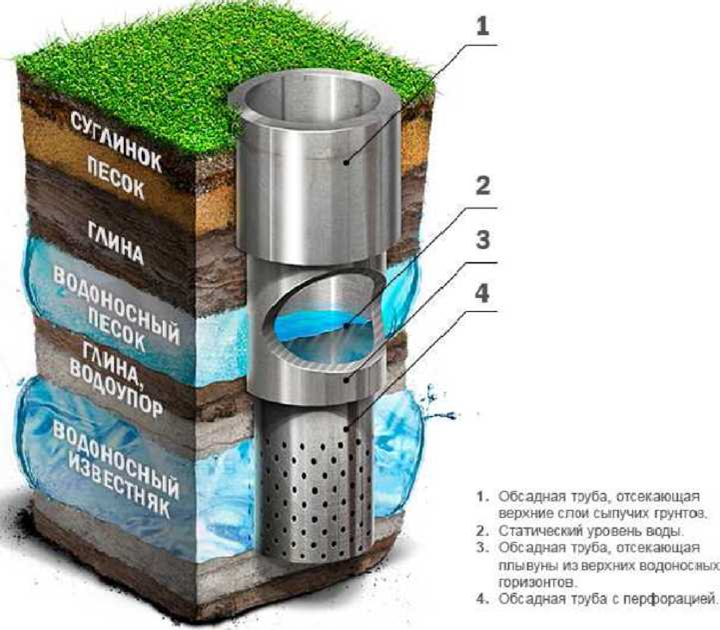 1
2
3
4
СУГЛИНОК
ПЕСОК
ГЛИНА
ВОДОНОСНЫЙ
ПЕСОК
ГЛИНА,
ВОДОУПОР
ВОДОНОСНЫЙ
ИЗВЕСТНЯК
1. Обсадная труба, отсекающая
верхние слои сыпучих грунтов.
2. Статический уровень воды.
3. Обсадная труба, отсекающая
плывуны из верхних водоносных
горизонтов.
4. Обсадная труба с перфорацией.